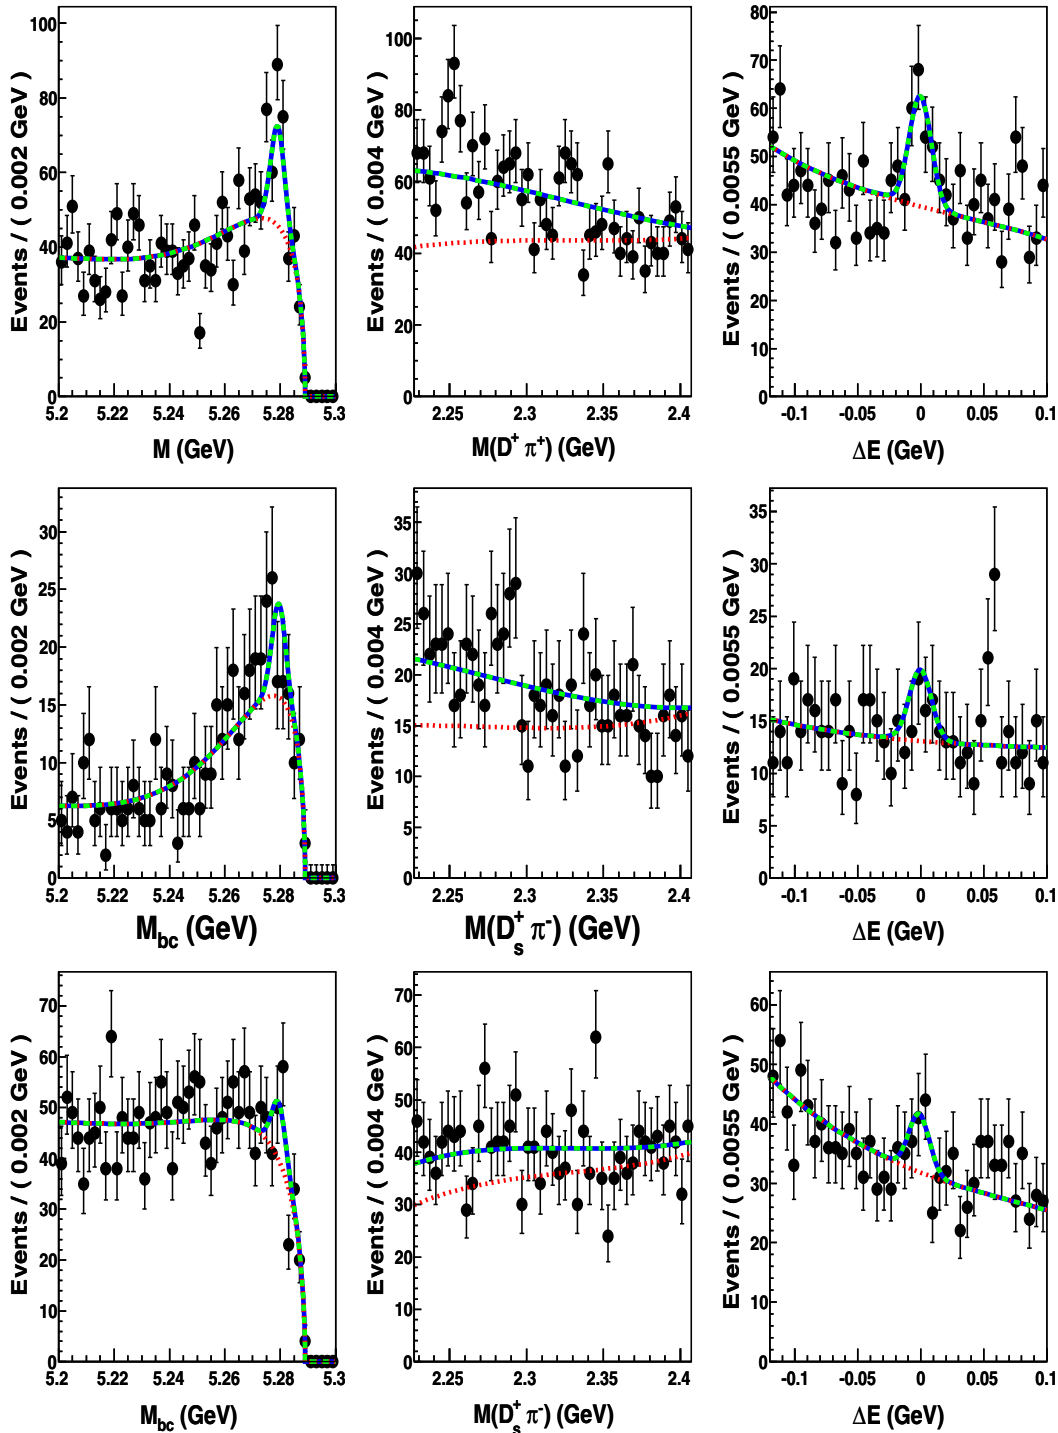 Events / ( 0.002 GeV )
100
80
60
40
20
0
5.2 5.22 5.24 5.26 5.28 5.3
M (GeV)
Events / ( 0.004 GeV )
100
80
60
40
20
0
2.25 2.3 2.35 2.4
M(D⁺ π⁺) (GeV)
Events / ( 0.0055 GeV )
80
70
60
50
40
30
20
10
0
-0.1 -0.05 0 0.05 0.1
ΔE (GeV)
Events / ( 0.002 GeV )
30
25
20
15
10
5
0
5.2 5.22 5.24 5.26 5.28 5.3
M_bc (GeV)
Events / ( 0.004 GeV )
35
30
25
20
15
10
5
0
2.25 2.3 2.35 2.4
M(D_s⁺ π⁻) (GeV)
Events / ( 0.0055 GeV )
35
30
25
20
15
10
5
0
-0.1 -0.05 0 0.05 0.1
ΔE (GeV)
Events / ( 0.002 GeV )
70
60
50
40
30
20
10
0
5.2 5.22 5.24 5.26 5.28 5.3
M_bc (GeV)
Events / ( 0.004 GeV )
70
60
50
40
30
20
10
0
2.25 2.3 2.35 2.4
M(D_s⁺ π⁻) (GeV)
Events / ( 0.0055 GeV )
60
50
40
30
20
10
0
-0.1 -0.05 0 0.05 0.1
ΔE (GeV)